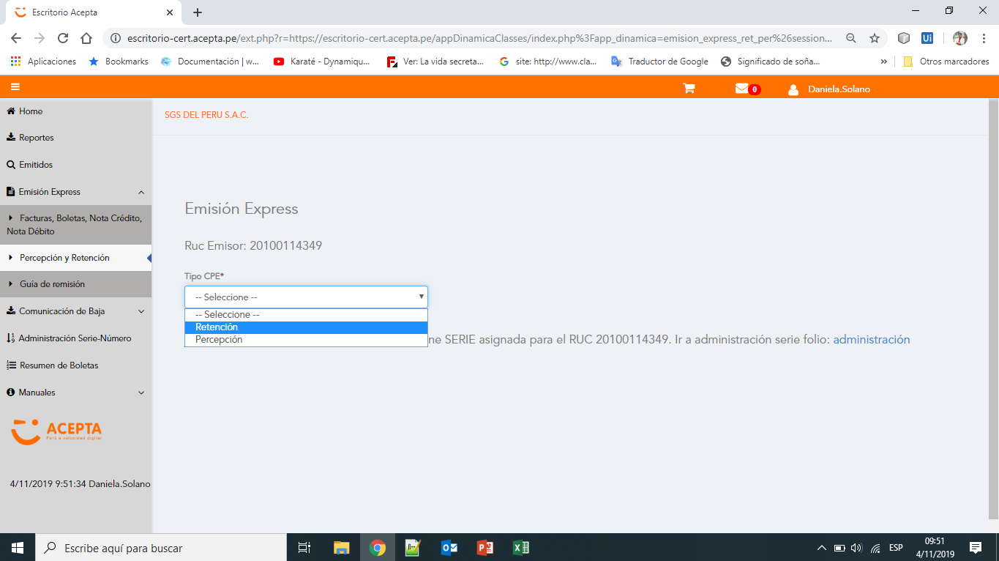 Escritorio Acepta
escritorio-cert.acepta.pe/ext.php?r=https://escritorio-cert.acepta.pe/appDinamicaClasses/index.php%3Fapp_dinamica=emision_express_ret_per%26session...
Aplicaciones
Bookmarks
Documentación | w...
Karaté - Dynamiqu...
Ver: La vida secreta...
site: http://www.cla...
Traductor de Google
Significado de soña...
»
Otros marcadores
0
Daniela.Solano
Home
Reportes
Emitidos
Emisión Express
Facturas, Boletas, Nota Crédito,
Nota Débito
Percepción y Retención
Guía de remisión
Comunicación de Baja
Administración Serie-Número
Resumen de Boletas
Manuales
ACEPTA
Perú a velocidad digital
4/11/2019 9:51:34 Daniela.Solano
SGS DEL PERU S.A.C.
Emisión Express
Ruc Emisor: 20100114349
Tipo CPE*
-- Seleccione --
-- Seleccione --
Retención
Percepción
ne SERIE asignada para el RUC 20100114349. Ir a administración serie folio: administración
Escribe aquí para buscar
ESP
09:51
4/11/2019